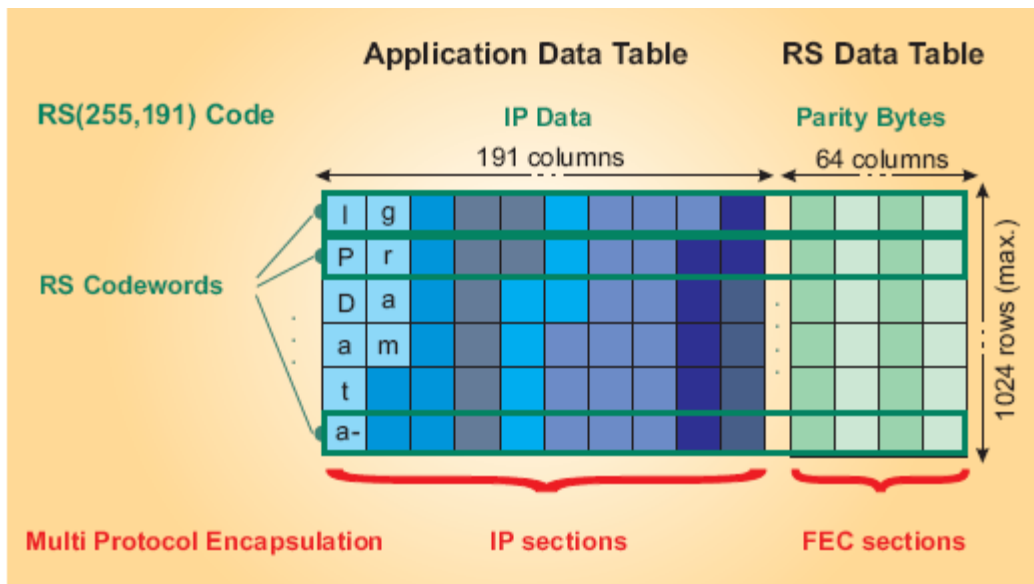 Application Data Table RS Data Table
RS(255,191) Code IP Data Parity Bytes
191 columns 64 columns
I g
P r
RS Codewords
D a
a m
t
a-
1024 rows (max.)
Multi Protocol Encapsulation IP sections FEC sections